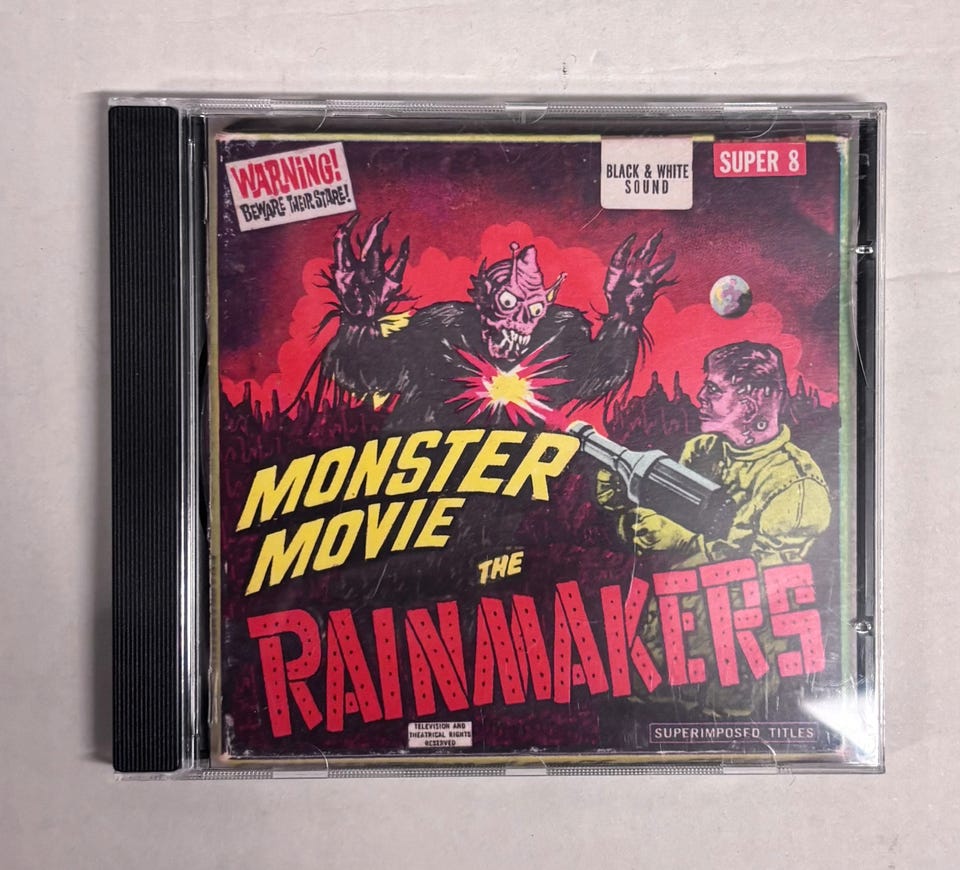 WARNING!
BEWARE THEIR STARE!
BLACK & WHITE
SOUND
SUPER 8
MONSTER
MOVIE
THE
RAINMAKERS
TELEVISION AND
THEATRICAL RIGHTS
RESERVED
SUPERIMPOSED TITLES